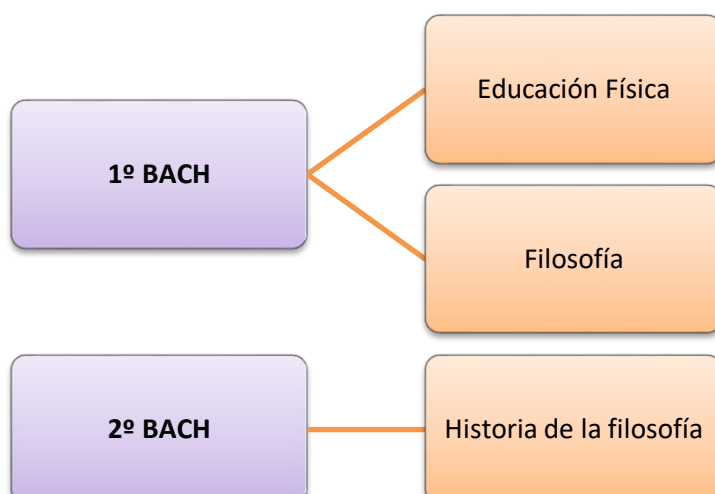 1º BACH
Educación Física
Filosofía
2º BACH
Historia de la filosofía